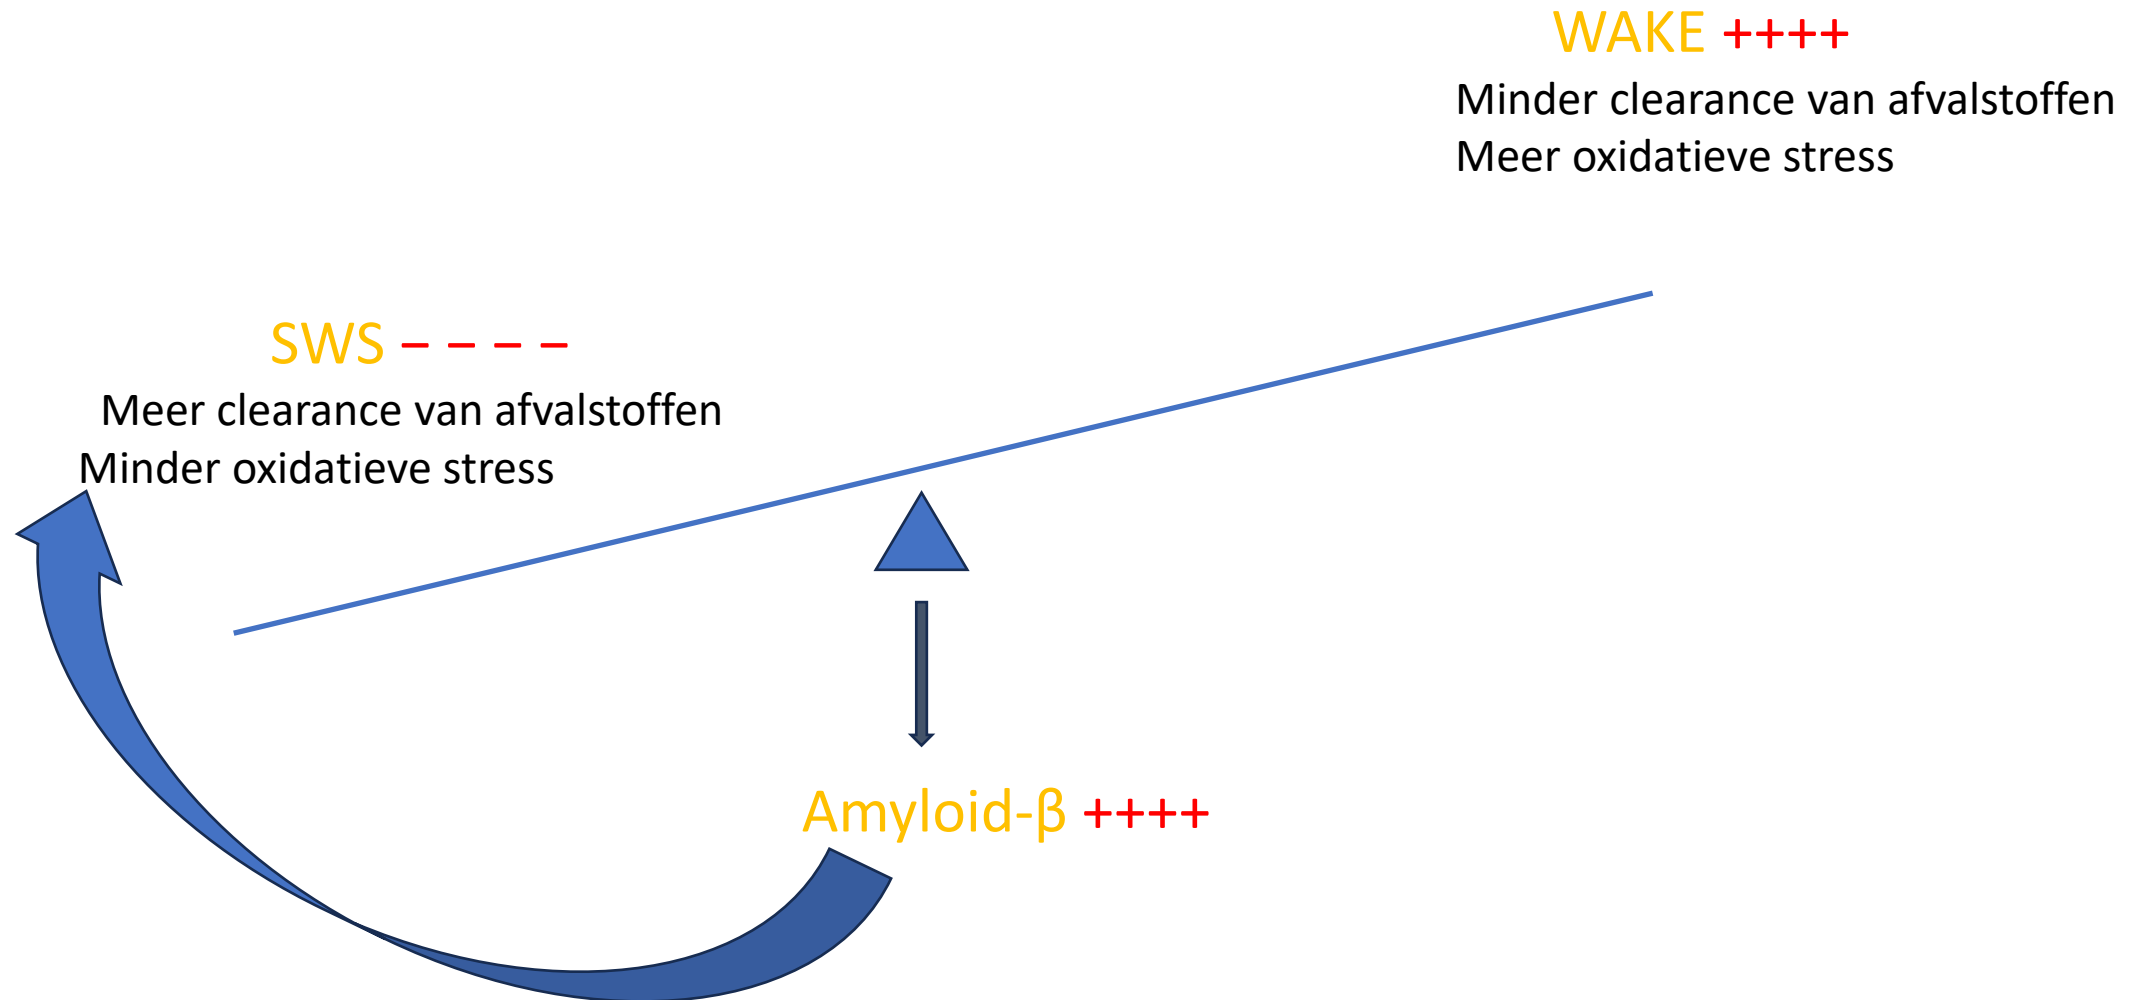 WAKE ++++
Minder clearance van afvalstoffen
Meer oxidatieve stress
SWS – – – –
Meer clearance van afvalstoffen
Minder oxidatieve stress
Amyloid-β ++++